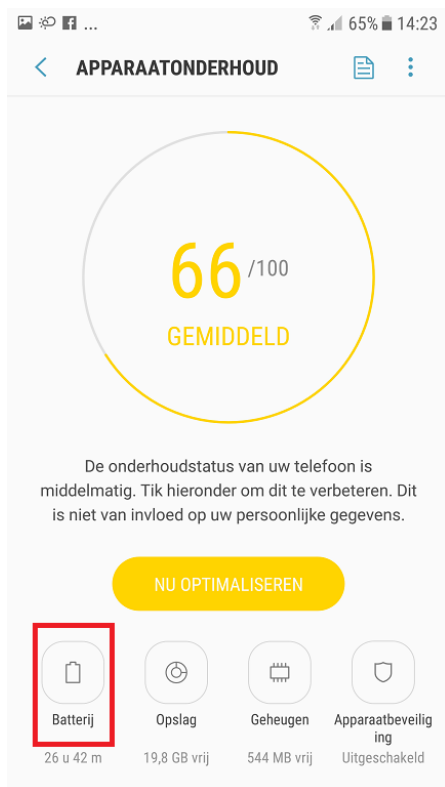 ... 65% 14:23
APPARAATONDERHOUD
66 /100
GEMIDDELD
De onderhoudstatus van uw telefoon is
middelmatig. Tik hieronder om dit te verbeteren. Dit
is niet van invloed op uw persoonlijke gegevens.
NU OPTIMALISEREN
Batterij Opslag Geheugen Apparaatbeveilig
ing
26 u 42 m 19,8 GB vrij 544 MB vrij Uitgeschakeld